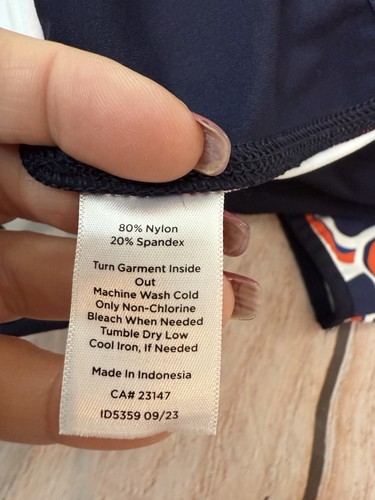 80% Nylon
20% Spandex
Turn Garment Inside
Out
Machine Wash Cold
Only Non-Chlorine
Bleach When Needed
Tumble Dry Low
Cool Iron, If Needed
Made In Indonesia
CA# 23147
ID5359 09/23